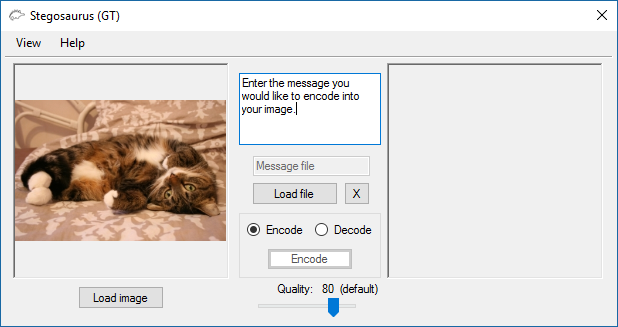 Stegosaurus (GT)
View Help
Enter the message you
would like to encode into
your image.
Message file
Load file X
Encode Decode
Encode
Quality: 80 (default)
Load image